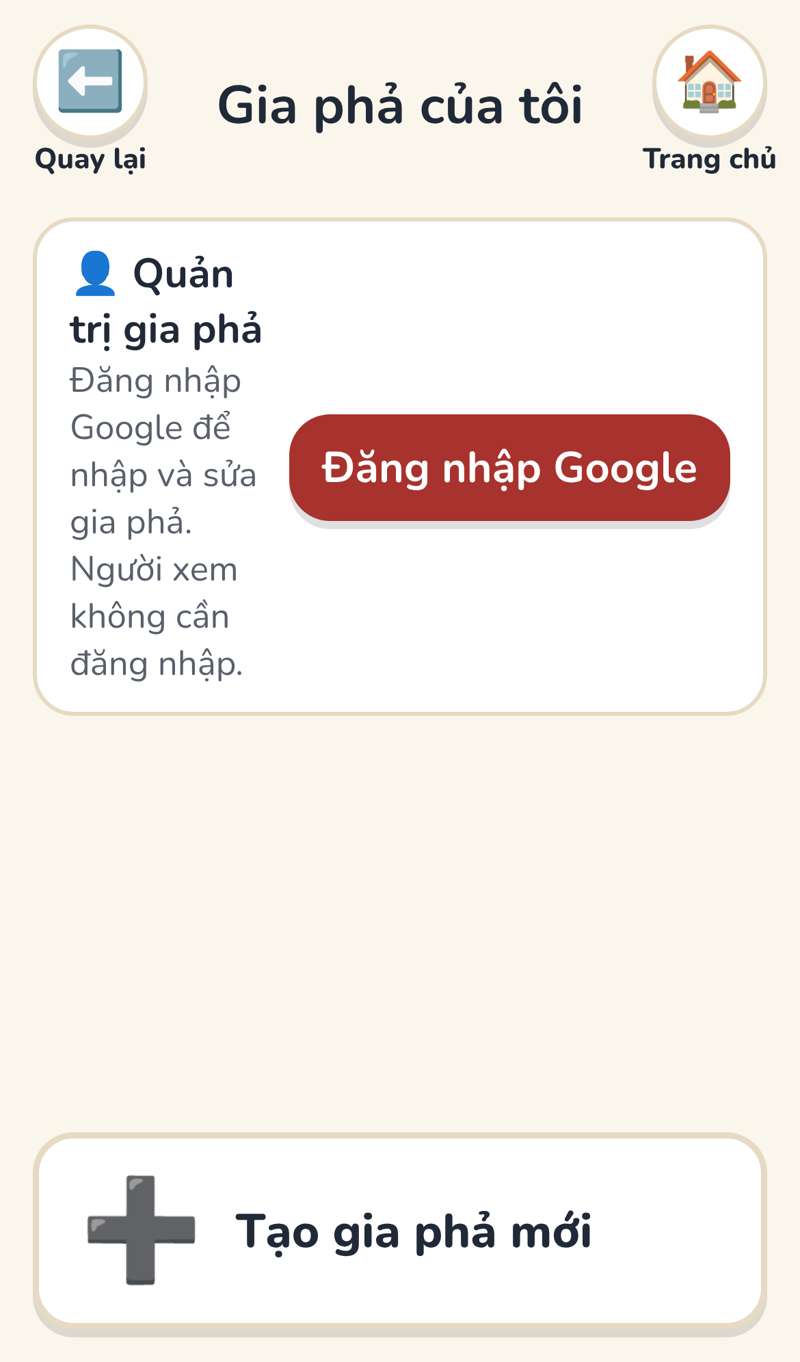 Gia phả của tôi
Quay lại
Trang chủ
Quản
trị gia phả
Đăng nhập
Google để
nhập và sửa
gia phả.
Người xem
không cần
đăng nhập.
Đăng nhập Google
Tạo gia phả mới